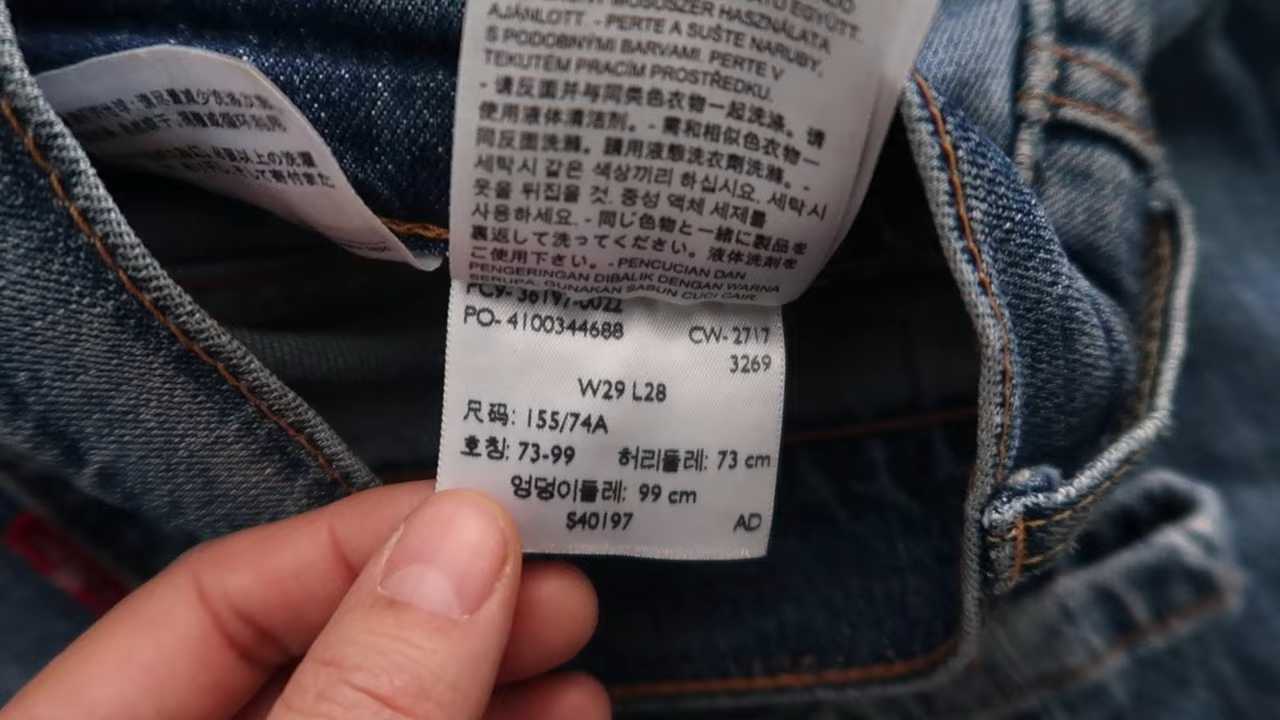 使用液体清洁剂。- 需和相似色衣物一
同反面洗滌。請用液態洗衣劑洗滌。-
세탁시 같은 색상끼리 하십시요. 세탁시
옷을 뒤집을 것. 중성 액체 세제를
사용하세요. - 同じ色物と一緒に製品を
裏返して洗ってください。液体洗剤を
ご使用下さい。- PENCUCIAN DAN
PENGERINGAN DIBALIK DENGAN WARNA
SERUPA. GUNAKAN SABUN CUCI CAIR.
AJÁNLOTT. - PERTE A SUŠTE NARUBY,
S PODOBNÝMI BARVAMI. PERTE V
TEKUTÉM PRACÍM PROSTŘEDKU.
- 请反面并与同类色衣物一起洗涤。请
PC9- 36197-0022
PO- 4100344688 CW- 2717
3269
W29 L28
尺码: 155/74A
호칭: 73-99 허리둘레: 73 cm
엉덩이둘레: 99 cm
S40197 AD